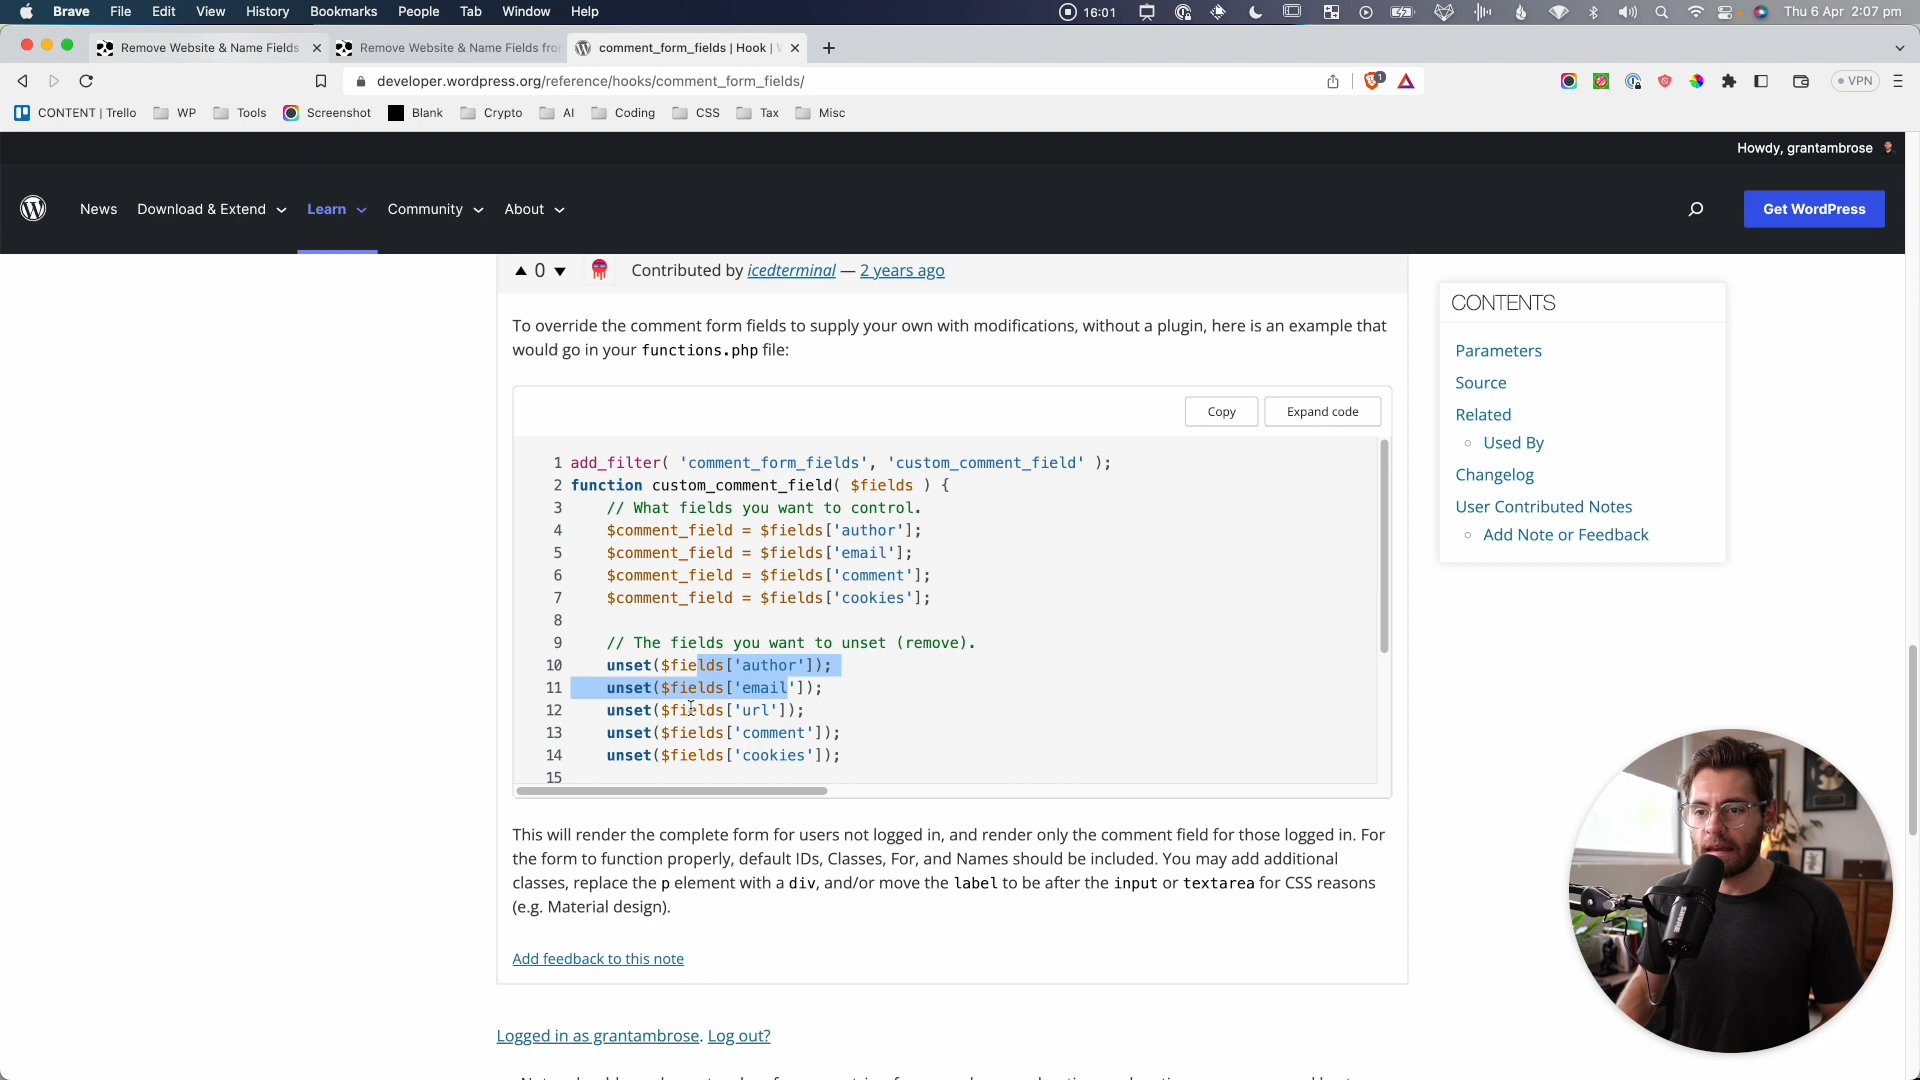 Brave File Edit View History Bookmarks People Tab Window Help 16:01 Thu 6 Apr 2:07 pm
Remove Website & Name Fields Remove Website & Name Fields fro comment_form_fields | Hook |
developer.wordpress.org/reference/hooks/comment_form_fields/ 1 VPN
CONTENT | Trello WP Tools Screenshot Blank Crypto AI Coding CSS Tax Misc
Howdy, grantambrose
News Download & Extend Learn Community About Get WordPress
0 Contributed by icedterminal — 2 years ago
To override the comment form fields to supply your own with modifications, without a plugin, here is an example that
would go in your functions.php file:
Copy Expand code
1 add_filter( 'comment_form_fields', 'custom_comment_field' );
2 function custom_comment_field( $fields ) {
3 // What fields you want to control.
4 $comment_field = $fields['author'];
5 $comment_field = $fields['email'];
6 $comment_field = $fields['comment'];
7 $comment_field = $fields['cookies'];
8
9 // The fields you want to unset (remove).
10 unset($fields['author']);
11 unset($fields['email']);
12 unset($fields['url']);
13 unset($fields['comment']);
14 unset($fields['cookies']);
15
This will render the complete form for users not logged in, and render only the comment field for those logged in. For
the form to function properly, default IDs, Classes, For, and Names should be included. You may add additional
classes, replace the p element with a div, and/or move the label to be after the input or textarea for CSS reasons
(e.g. Material design).
Add feedback to this note
Logged in as grantambrose. Log out?
CONTENTS
Parameters
Source
Related
Used By
Changelog
User Contributed Notes
Add Note or Feedback
SHURE